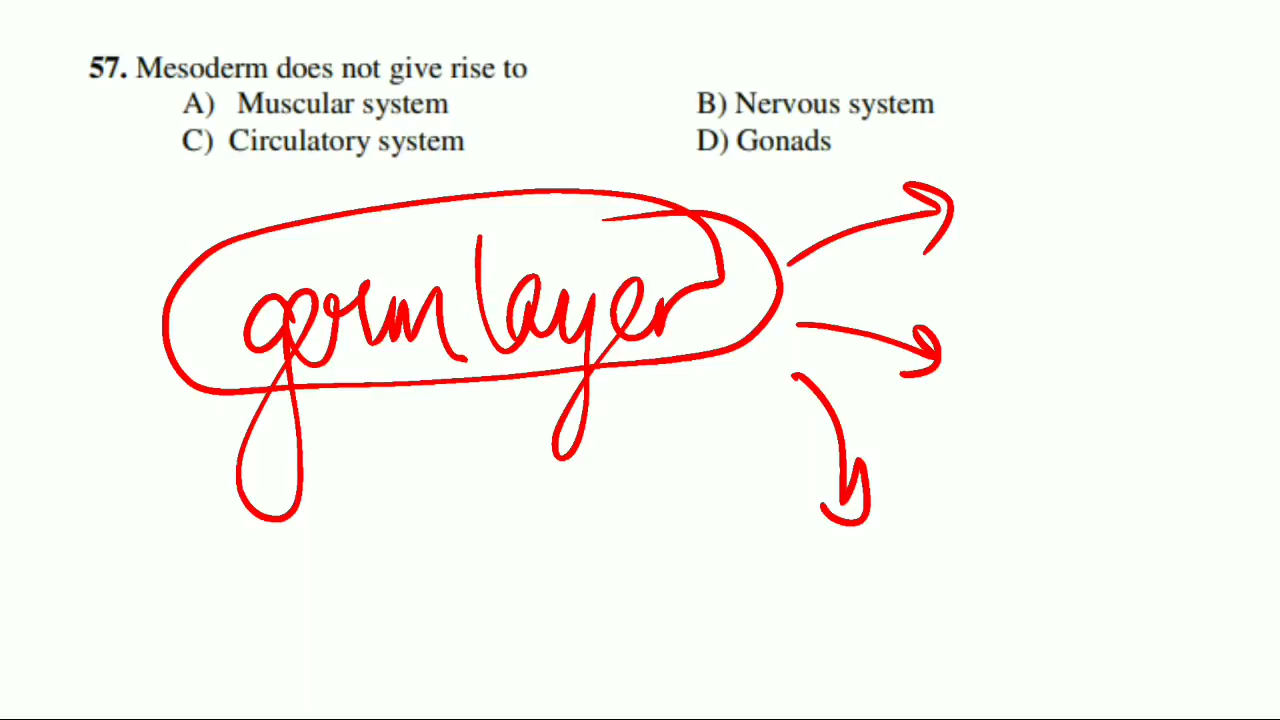 57. Mesoderm does not give rise to
A) Muscular system B) Nervous system
C) Circulatory system D) Gonads
germ layer